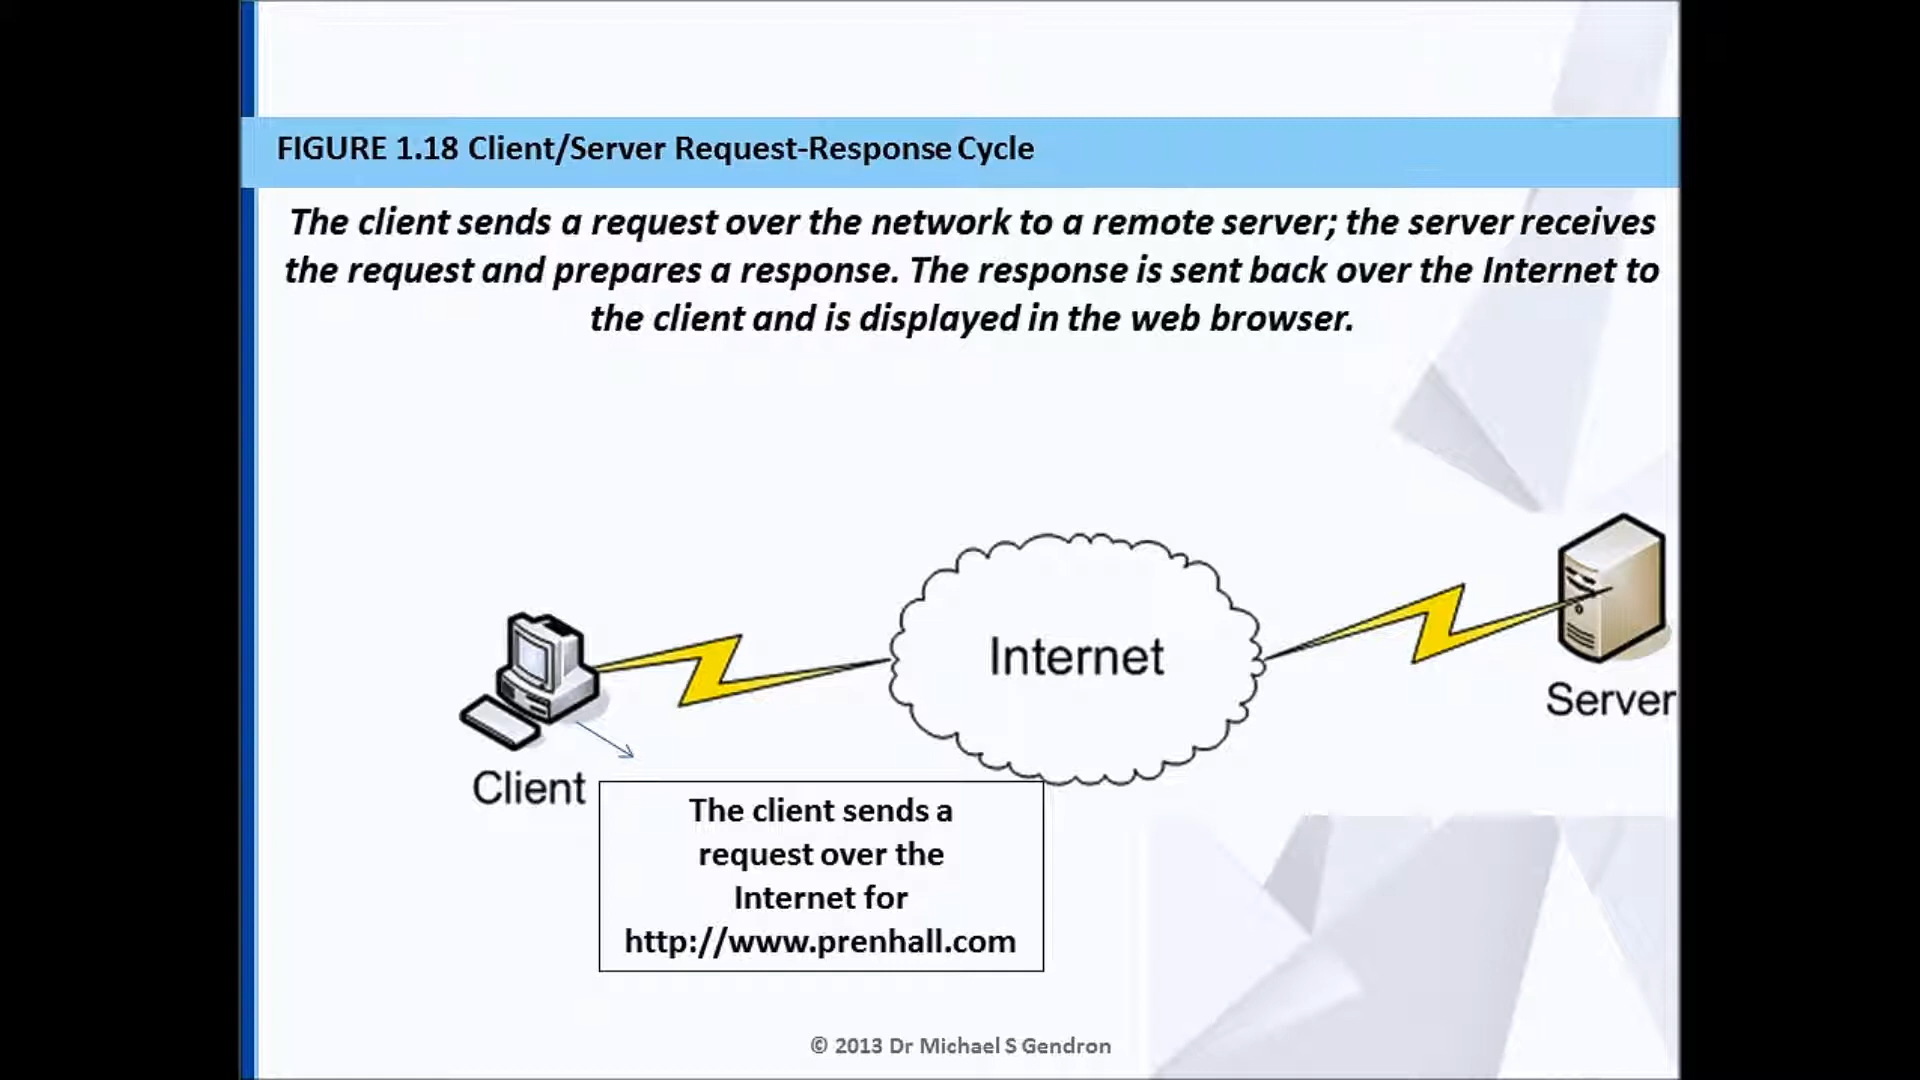 FIGURE 1.18 Client/Server Request-Response Cycle
The client sends a request over the network to a remote server; the server receives
the request and prepares a response. The response is sent back over the Internet to
the client and is displayed in the web browser.
Internet
Server
Client
The client sends a
request over the
Internet for
http://www.prenhall.com
© 2013 Dr Michael S Gendron